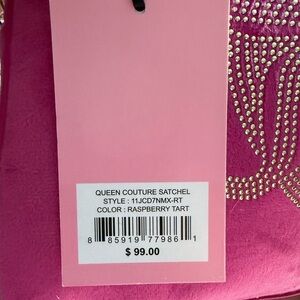 QUEEN COUTURE SATCHEL
STYLE : 11JCD7NMX-RT
COLOR : RASPBERRY TART
8 85919 77986 1
$ 99.00